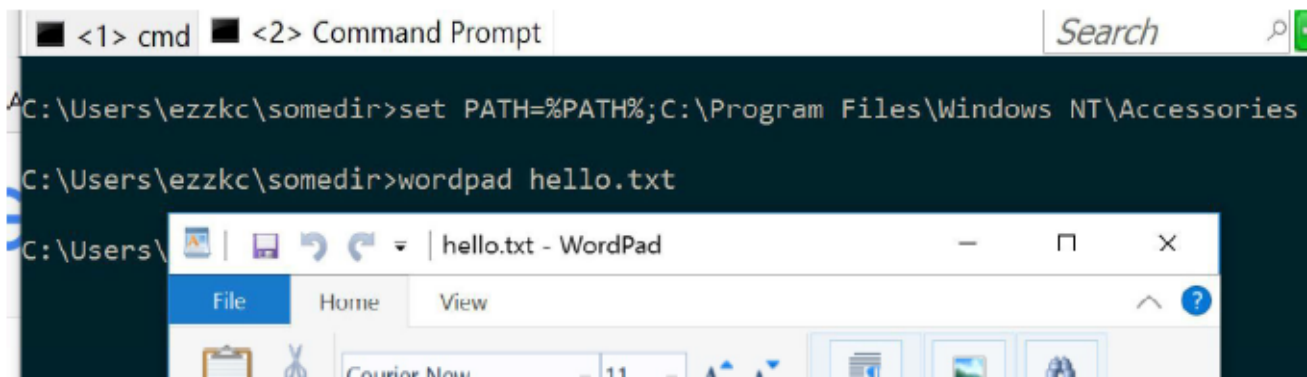 <1> cmd <2> Command Prompt Search
C:\Users\ezzkc\somedir>set PATH=%PATH%;C:\Program Files\Windows NT\Accessories
C:\Users\ezzkc\somedir>wordpad hello.txt
C:\Users\
hello.txt - WordPad
File Home View
Courier New 11